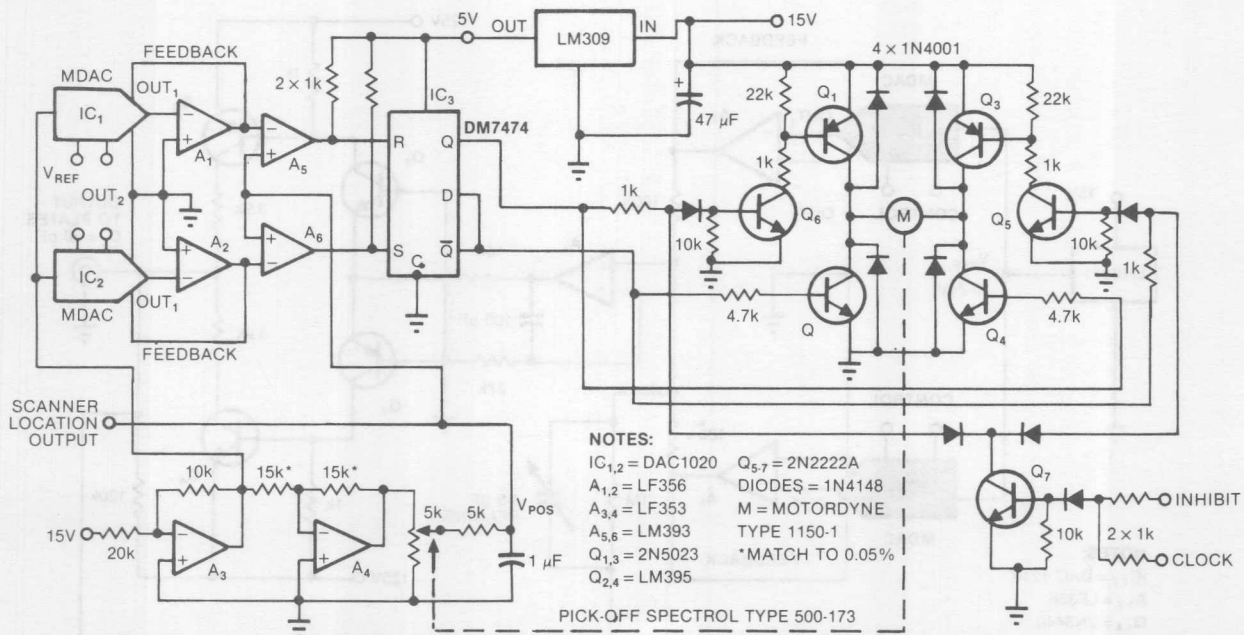 FEEDBACK
MDAC
OUT1
IC1
VREF
OUT2
A1
A5
A2
A6
IC2
OUT1
MDAC
FEEDBACK
2 × 1k
5V
OUT
LM309
IN
15V
47 μF
+
IC3
DM7474
R
Q
D
S
C
Q̅
4 × 1N4001
22k
Q1
Q3
22k
1k
1k
1k
Q6
10k
M
Q5
10k
1k
4.7k
Q
Q4
4.7k
SCANNER
LOCATION
OUTPUT
10k
15k*
15k*
15V
20k
A3
A4
5k
5k
VPOS
1 μF
NOTES:
IC1,2 = DAC1020
A1,2 = LF356
A3,4 = LF353
A5,6 = LM393
Q1,3 = 2N5023
Q2,4 = LM395
Q5-7 = 2N2222A
DIODES = 1N4148
M = MOTORDYNE
TYPE 1150-1
*MATCH TO 0.05%
Q7
10k
2 × 1k
INHIBIT
CLOCK
PICK-OFF SPECTROL TYPE 500-173